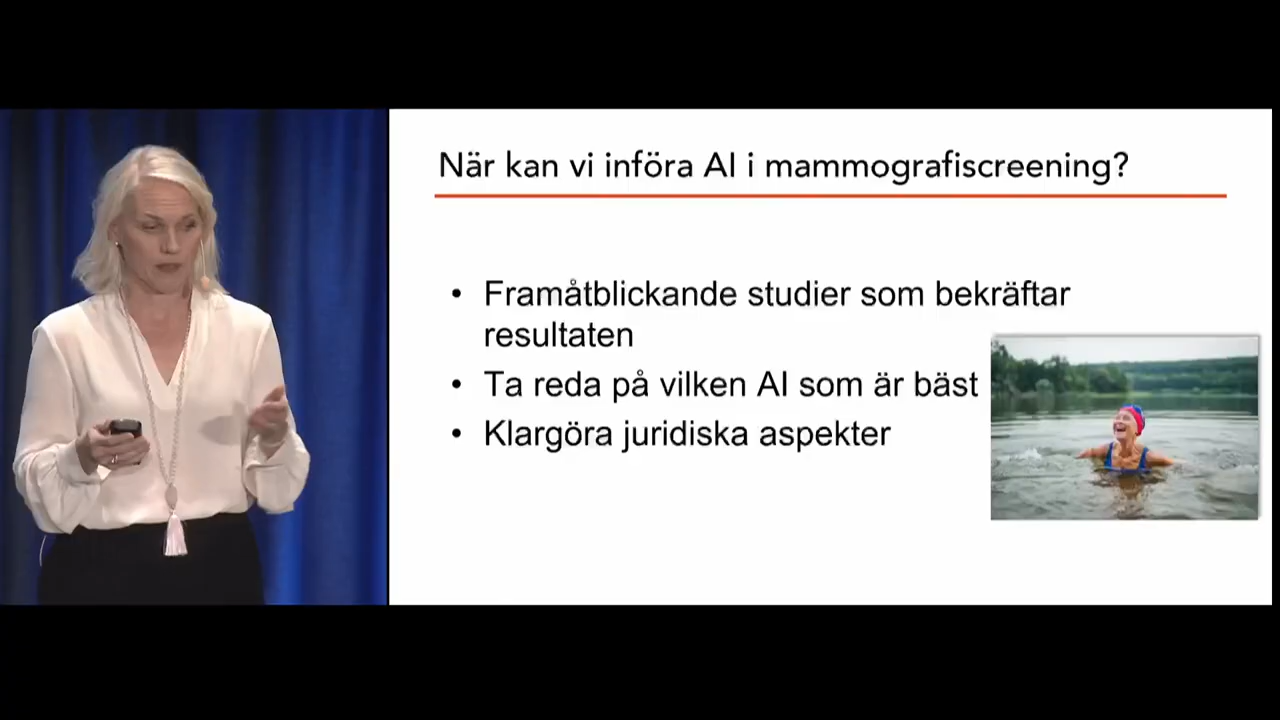 När kan vi införa AI i mammografiscreening?
• Framåtblickande studier som bekräftar
resultaten
• Ta reda på vilken AI som är bäst
• Klargöra juridiska aspekter